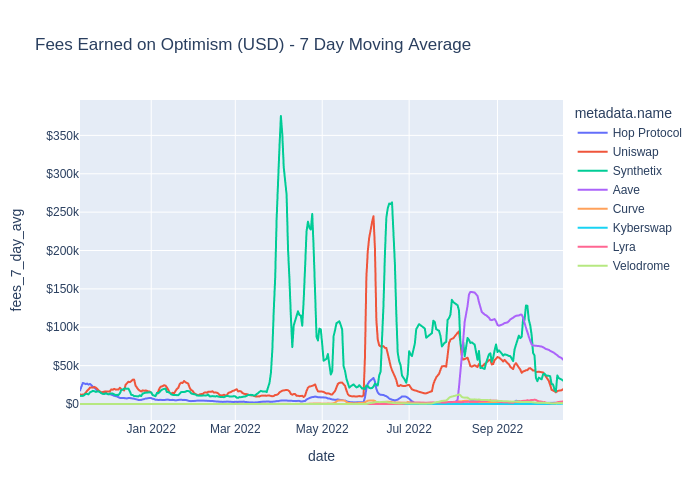 Fees Earned on Optimism (USD) - 7 Day Moving Average
metadata.name
Hop Protocol
Uniswap
Synthetix
Aave
Curve
Kyberswap
Lyra
Velodrome
fees_7_day_avg
$350k
$300k
$250k
$200k
$150k
$100k
$50k
$0
Jan 2022 Mar 2022 May 2022 Jul 2022 Sep 2022
date